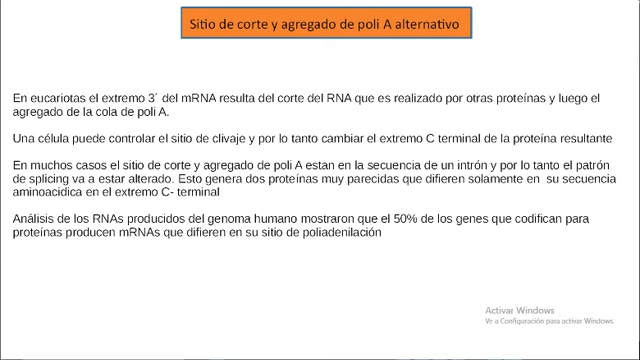 Sitio de corte y agregado de poli A alternativo
En eucariotas el extremo 3´ del mRNA resulta del corte del RNA que es realizado por otras proteínas y luego el
agregado de la cola de poli A.
Una célula puede controlar el sitio de clivaje y por lo tanto cambiar el extremo C terminal de la proteína resultante
En muchos casos el sitio de corte y agregado de poli A estan en la secuencia de un intrón y por lo tanto el patrón
de splicing va a estar alterado. Esto genera dos proteínas muy parecidas que difieren solamente en su secuencia
aminoacidica en el extremo C- terminal
Análisis de los RNAs producidos del genoma humano mostraron que el 50% de los genes que codifican para
proteínas producen mRNAs que difieren en su sitio de poliadenilación
Activar Windows
Ve a Configuración para activar Windows.